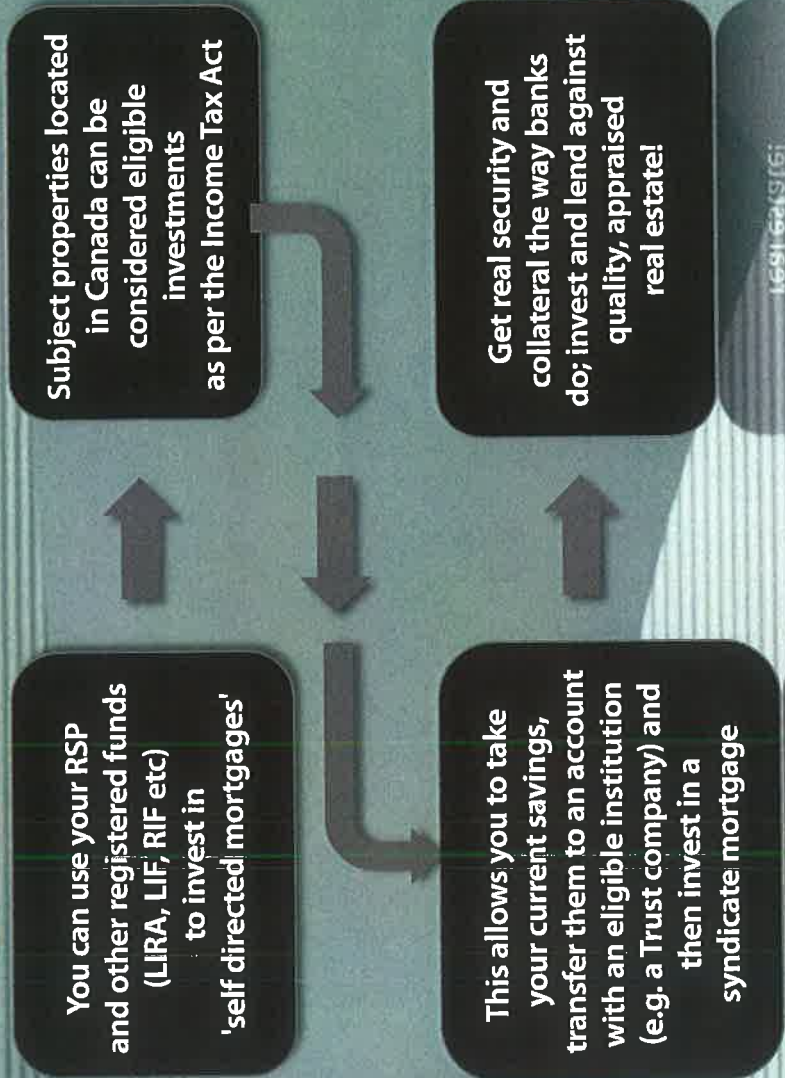 You can use your RSP
and other registered funds
(LIRA, LIF, RIF etc)
to invest in
'self directed mortgages'
Subject properties located
in Canada can be
considered eligible
investments
as per the Income Tax Act
This allows you to take
your current savings,
transfer them to an account
with an eligible institution
(e.g. a Trust company) and
then invest in a
syndicate mortgage
Get real security and
collateral the way banks
do; invest and lend against
quality, appraised
real estate!